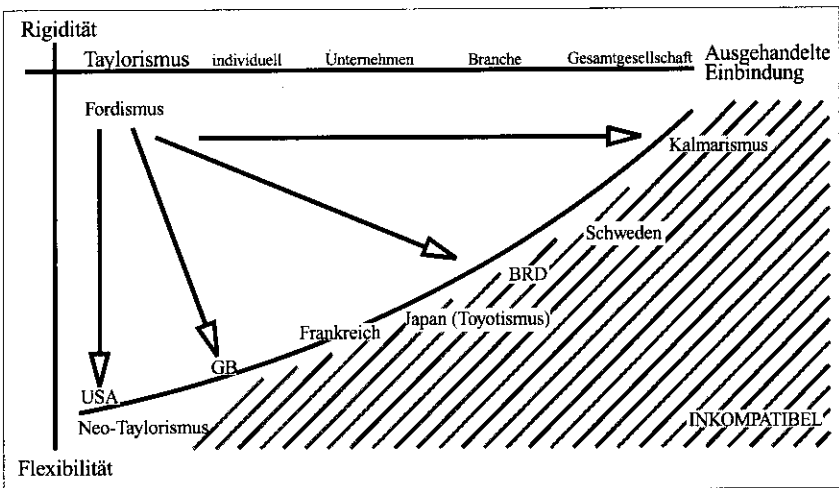 Rigidität
Taylorismus individuell Unternehmen Branche Gesamtgesellschaft Ausgehandelte
Einbindung
Fordismus
Kalmarismus
Schweden
BRD
Japan (Toyotismus)
Frankreich
GB
USA
Neo-Taylorismus
INKOMPATIBEL
Flexibilität